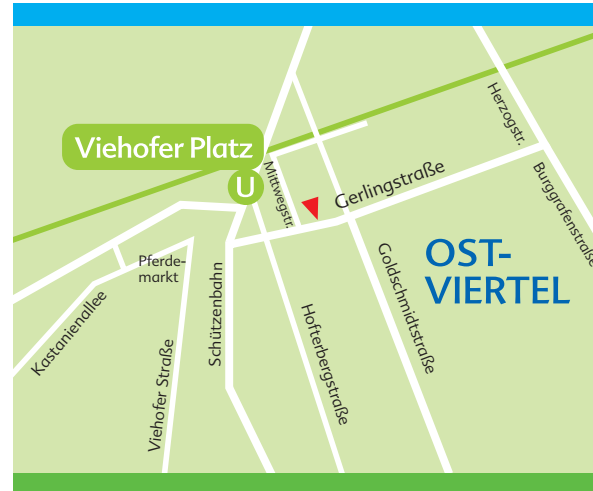 Herzogstr.
Viehofer Platz
U
Mittwegstr.
Gerlingstraße
Burggrafenstraße
Pferde-
markt
OST-
VIERTEL
Kastanienallee
Viehofer Straße
Schützenbahn
Hofterbergstraße
Goldschmidtstraße